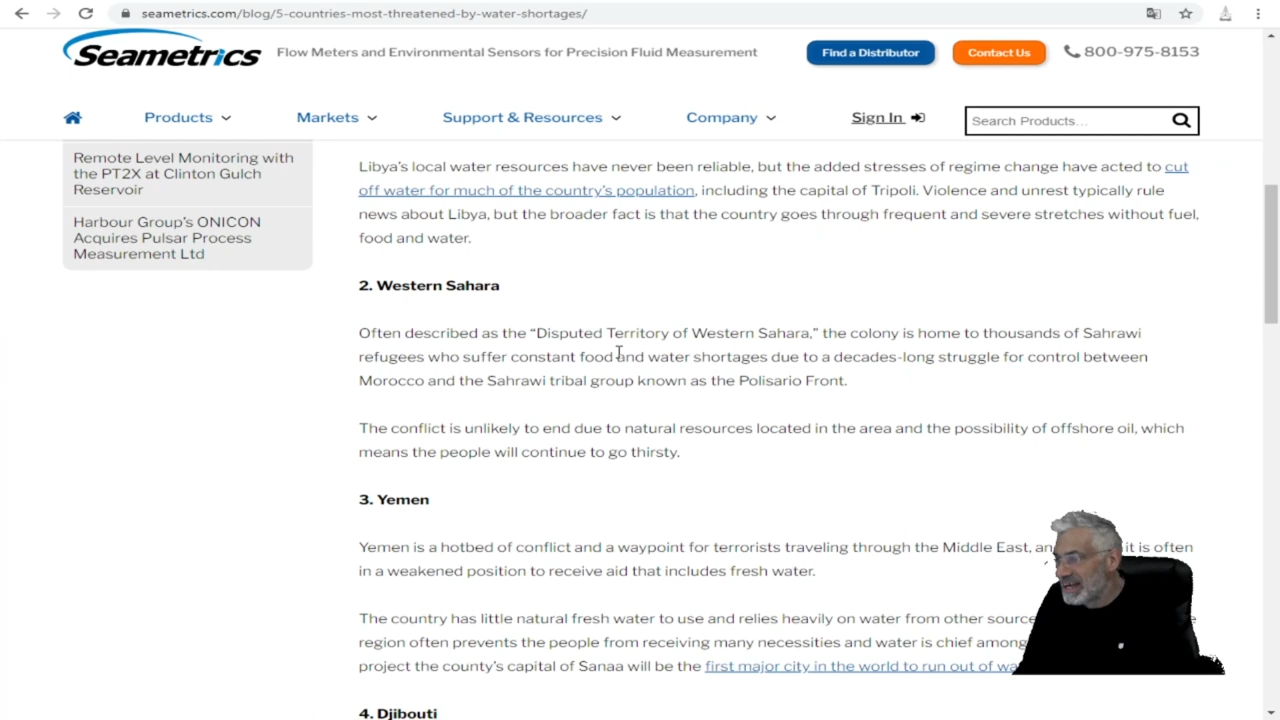 seametrics.com/blog/5-countries-most-threatened-by-water-shortages/
Seametrics
Flow Meters and Environmental Sensors for Precision Fluid Measurement
Find a Distributor
Contact Us
800-975-8153
Products
Markets
Support & Resources
Company
Sign In
Search Products...
Remote Level Monitoring with
the PT2X at Clinton Gulch
Reservoir
Harbour Group's ONICON
Acquires Pulsar Process
Measurement Ltd
Libya's local water resources have never been reliable, but the added stresses of regime change have acted to cut
off water for much of the country's population, including the capital of Tripoli. Violence and unrest typically rule
news about Libya, but the broader fact is that the country goes through frequent and severe stretches without fuel,
food and water.
2. Western Sahara
Often described as the “Disputed Territory of Western Sahara,” the colony is home to thousands of Sahrawi
refugees who suffer constant food and water shortages due to a decades-long struggle for control between
Morocco and the Sahrawi tribal group known as the Polisario Front.
The conflict is unlikely to end due to natural resources located in the area and the possibility of offshore oil, which
means the people will continue to go thirsty.
3. Yemen
Yemen is a hotbed of conflict and a waypoint for terrorists traveling through the Middle East, it is often
in a weakened position to receive aid that includes fresh water.
The country has little natural fresh water to use and relies heavily on water from other
region often prevents the people from receiving many necessities and water is chief
project the county's capital of Sanaa will be the first major city in the world to run out of
4. Djibouti